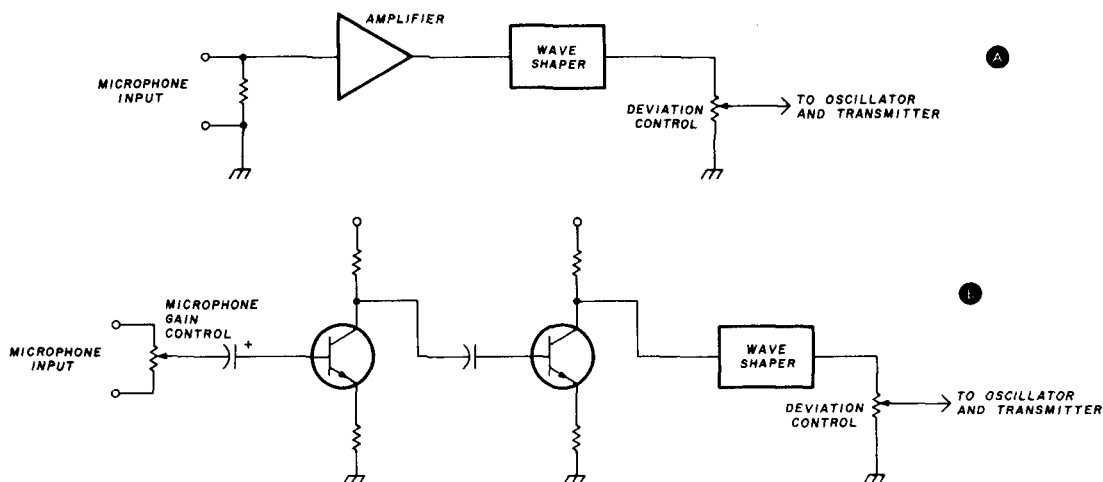 AMPLIFIER
WAVE
SHAPER
A
MICROPHONE
INPUT
DEVIATION
CONTROL
TO OSCILLATOR
AND TRANSMITTER
MICROPHONE
GAIN
CONTROL
+
MICROPHONE
INPUT
WAVE
SHAPER
DEVIATION
CONTROL
TO OSCILLATOR
AND TRANSMITTER